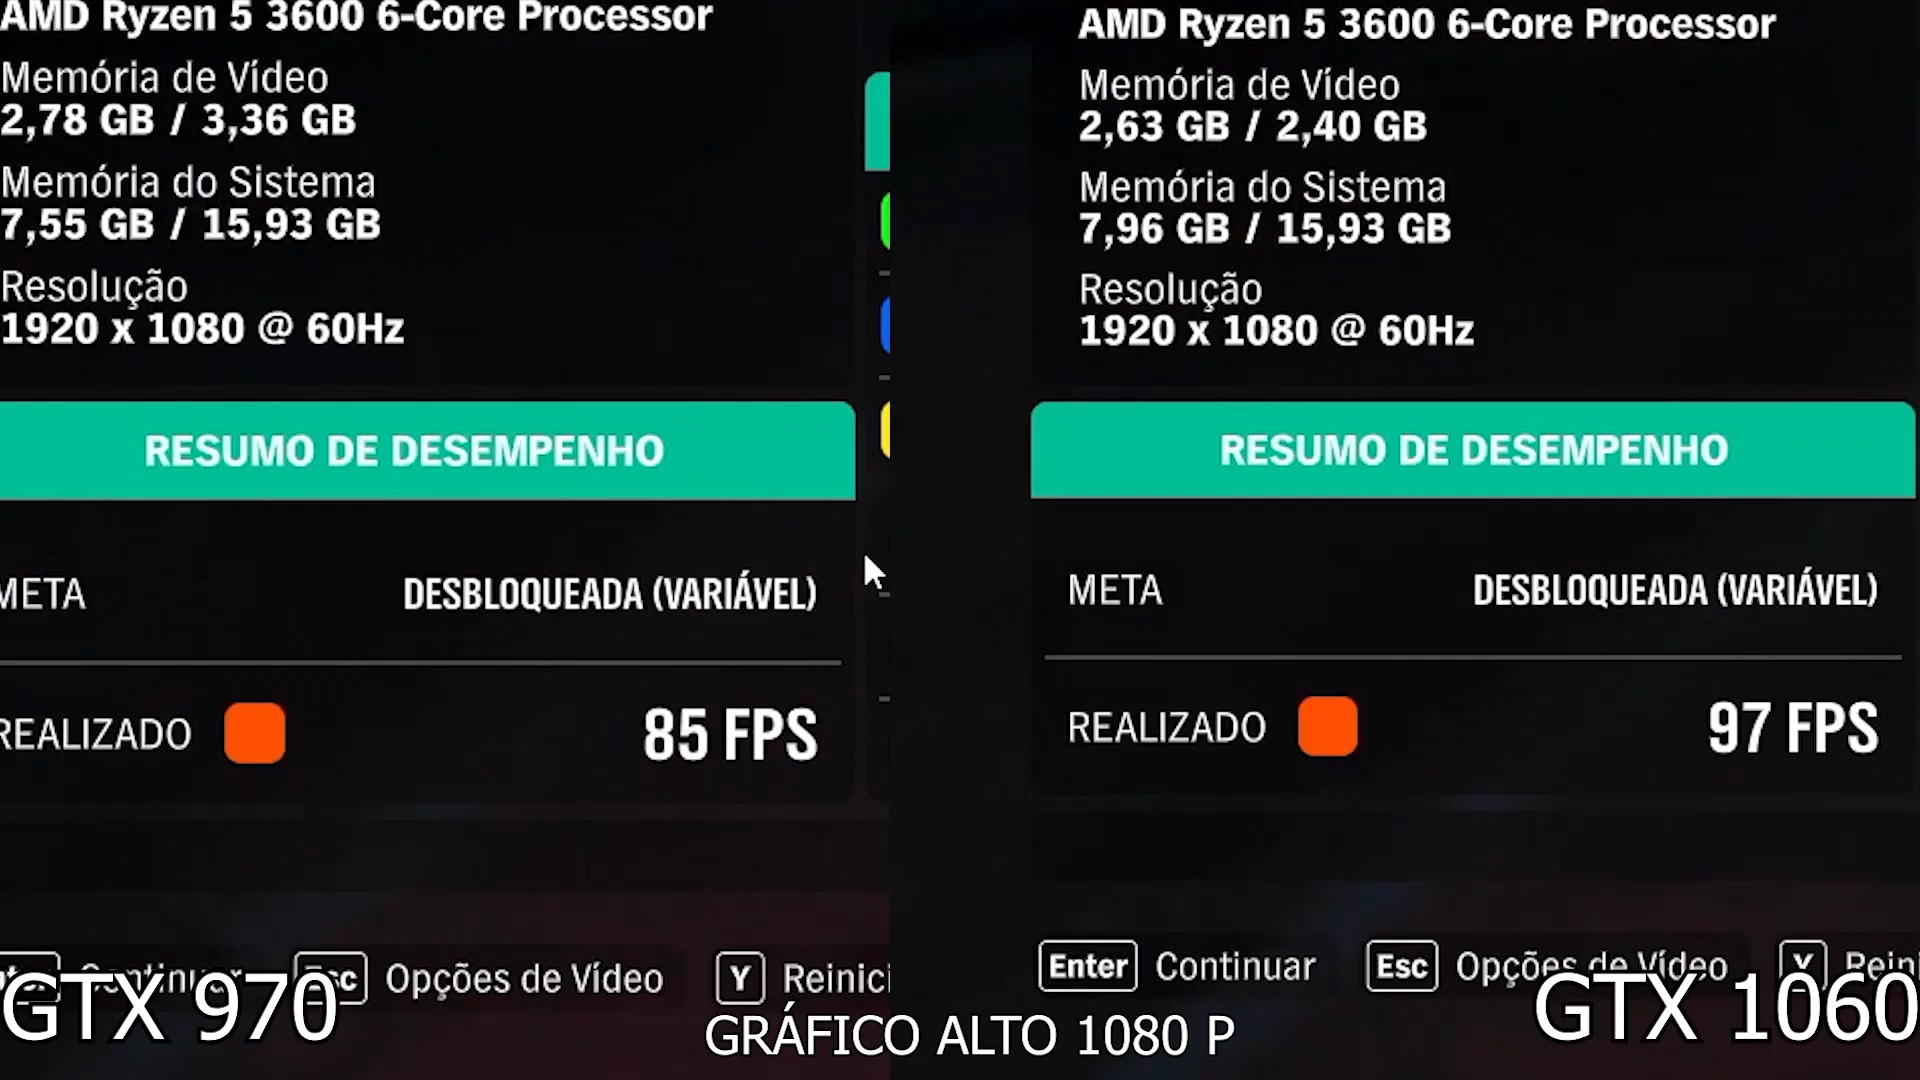 AMD Ryzen 5 3600 6-Core Processor
Memória de Vídeo
2,78 GB / 3,36 GB
Memória do Sistema
7,55 GB / 15,93 GB
Resolução
1920 x 1080 @ 60Hz
RESUMO DE DESEMPENHO
META
DESBLOQUEADA (VARIÁVEL)
REALIZADO
85 FPS
Continuar
Esc
Opções de Vídeo
Y
Reinici
GTX 970
AMD Ryzen 5 3600 6-Core Processor
Memória de Vídeo
2,63 GB / 2,40 GB
Memória do Sistema
7,96 GB / 15,93 GB
Resolução
1920 x 1080 @ 60Hz
RESUMO DE DESEMPENHO
META
DESBLOQUEADA (VARIÁVEL)
REALIZADO
97 FPS
Enter
Continuar
Esc
Opções de Vídeo
Y
Rein
GTX 1060
GRÁFICO ALTO 1080 P